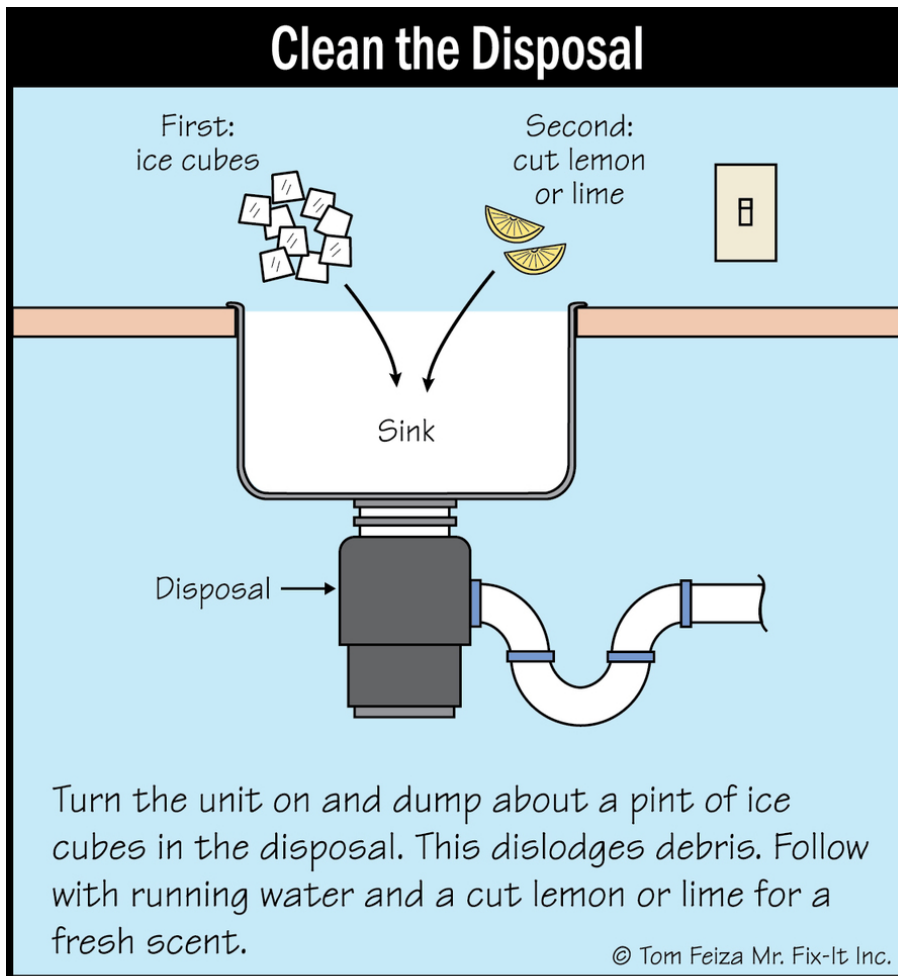 Clean the Disposal
First:
ice cubes
Second:
cut lemon
or lime
Sink
Disposal
Turn the unit on and dump about a pint of ice
cubes in the disposal. This dislodges debris. Follow
with running water and a cut lemon or lime for a
fresh scent.
© Tom Feiza Mr. Fix-It Inc.